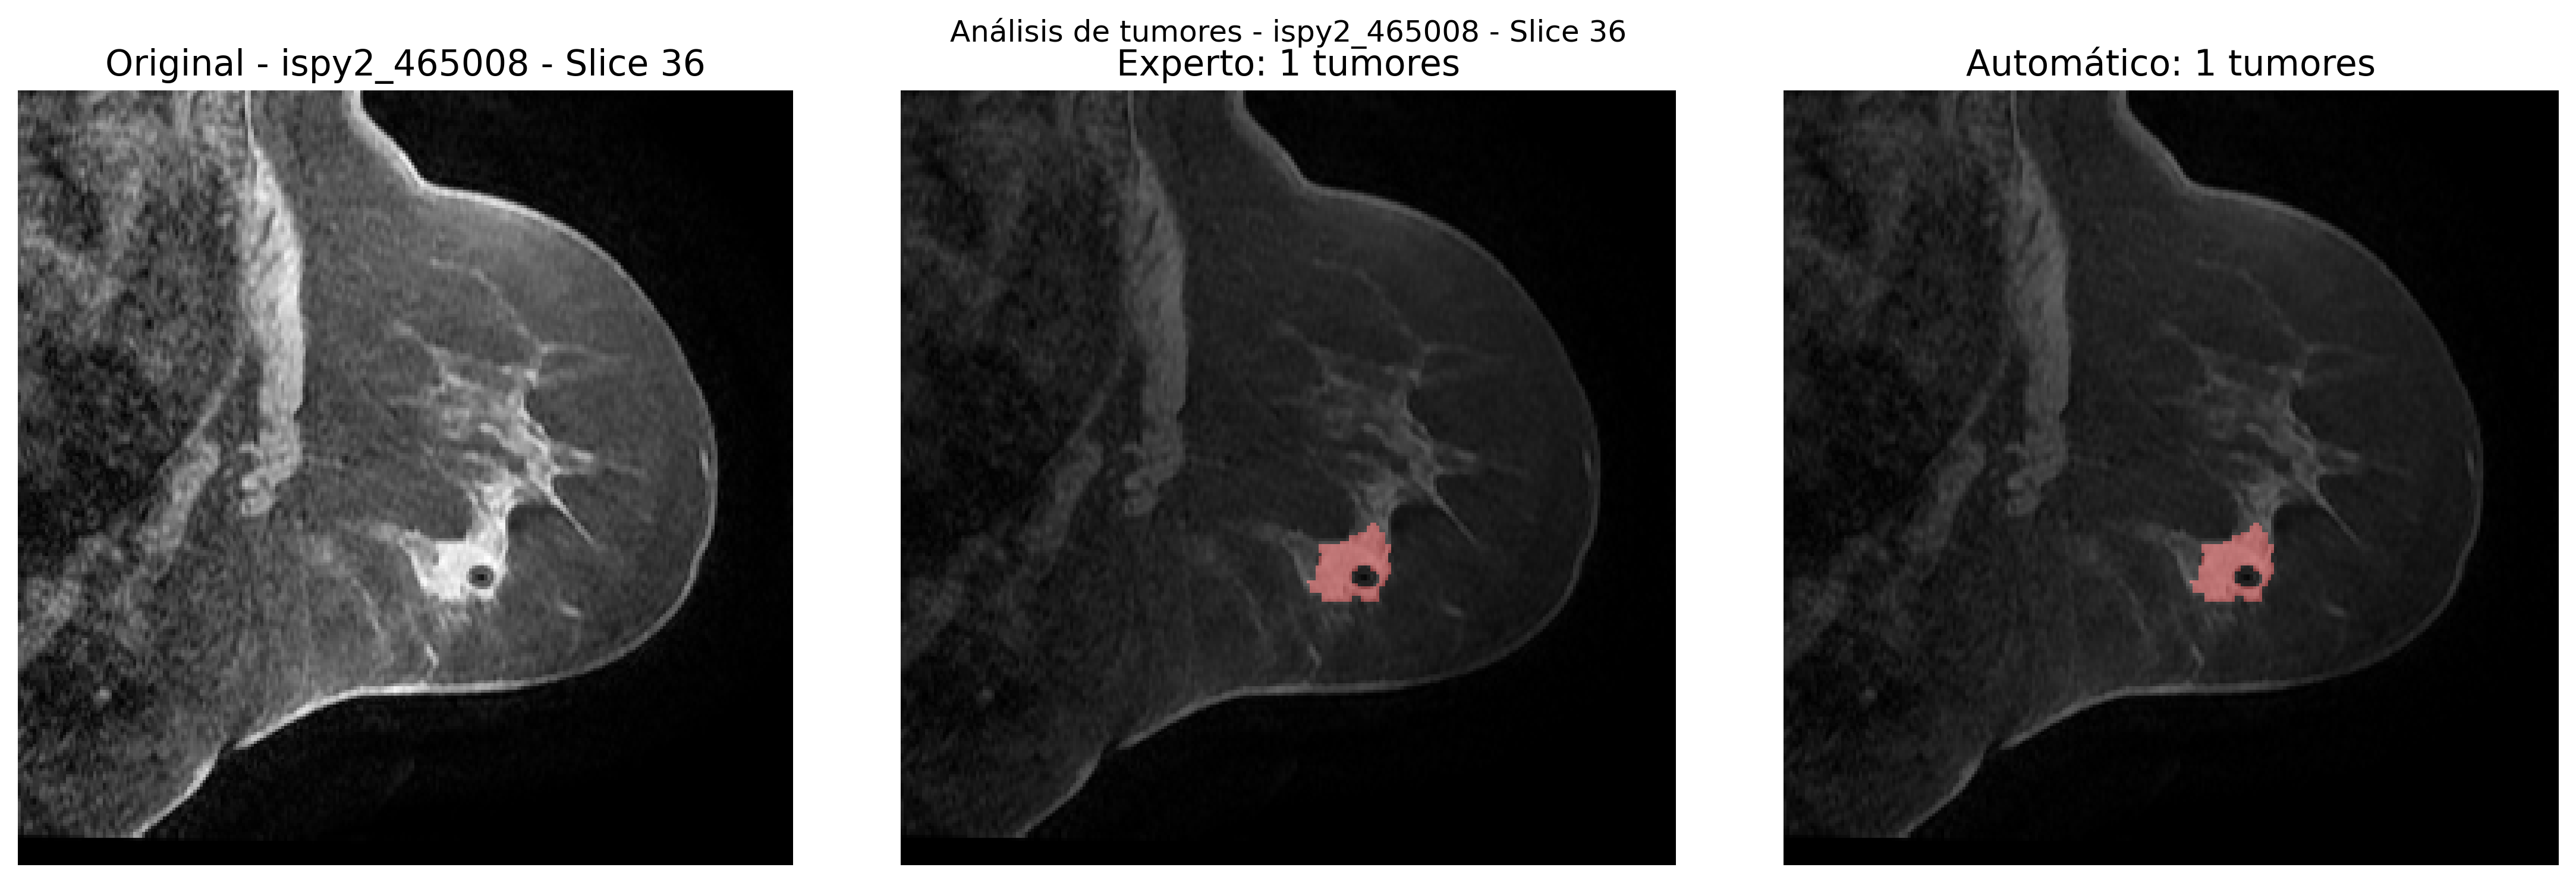 Análisis de tumores - ispy2_465008 - Slice 36
Original - ispy2_465008 - Slice 36
Experto: 1 tumores
Automático: 1 tumores